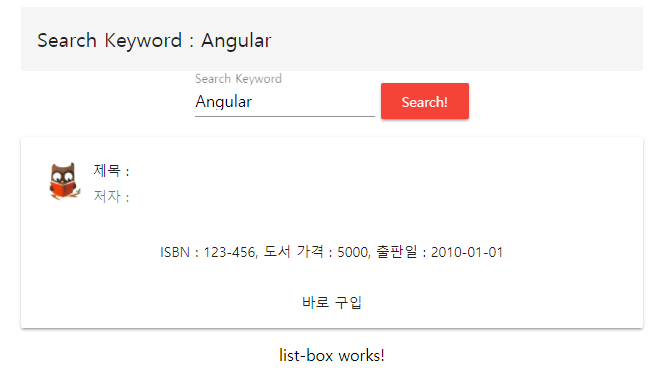 Search Keyword : Angular
Search Keyword
Angular
Search!
제목 :
저자 :
ISBN : 123-456, 도서 가격 : 5000, 출판일 : 2010-01-01
바로 구입
list-box works!